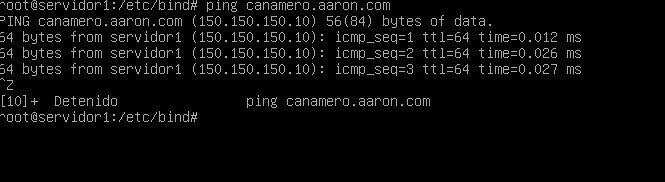 root@servidor1:/etc/bind# ping canamero.aaron.com
PING canamero.aaron.com (150.150.150.10) 56(84) bytes of data.
64 bytes from servidor1 (150.150.150.10): icmp_seq=1 ttl=64 time=0.012 ms
64 bytes from servidor1 (150.150.150.10): icmp_seq=2 ttl=64 time=0.026 ms
64 bytes from servidor1 (150.150.150.10): icmp_seq=3 ttl=64 time=0.027 ms
^Z
[10]+  Detenido                ping canamero.aaron.com
root@servidor1:/etc/bind#